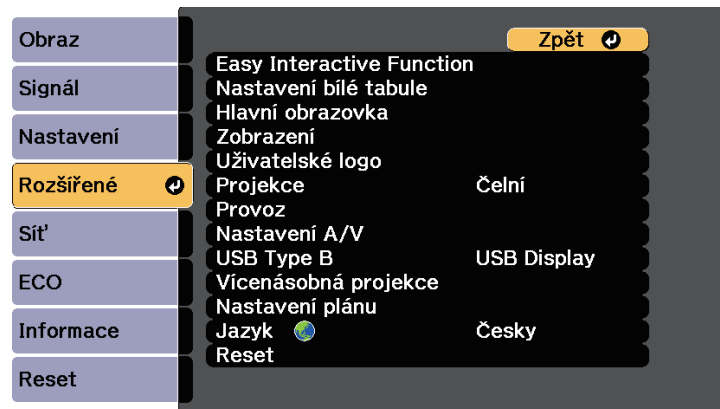 Obraz
Signál
Nastavení
Rozšířené
Síť
ECO
Informace
Reset
Zpět
Easy Interactive Function
Nastavení bílé tabule
Hlavní obrazovka
Zobrazení
Uživatelské logo
Projekce Čelní
Provoz
Nastavení A/V
USB Type B USB Display
Vícenásobná projekce
Nastavení plánu
Jazyk Česky
Reset